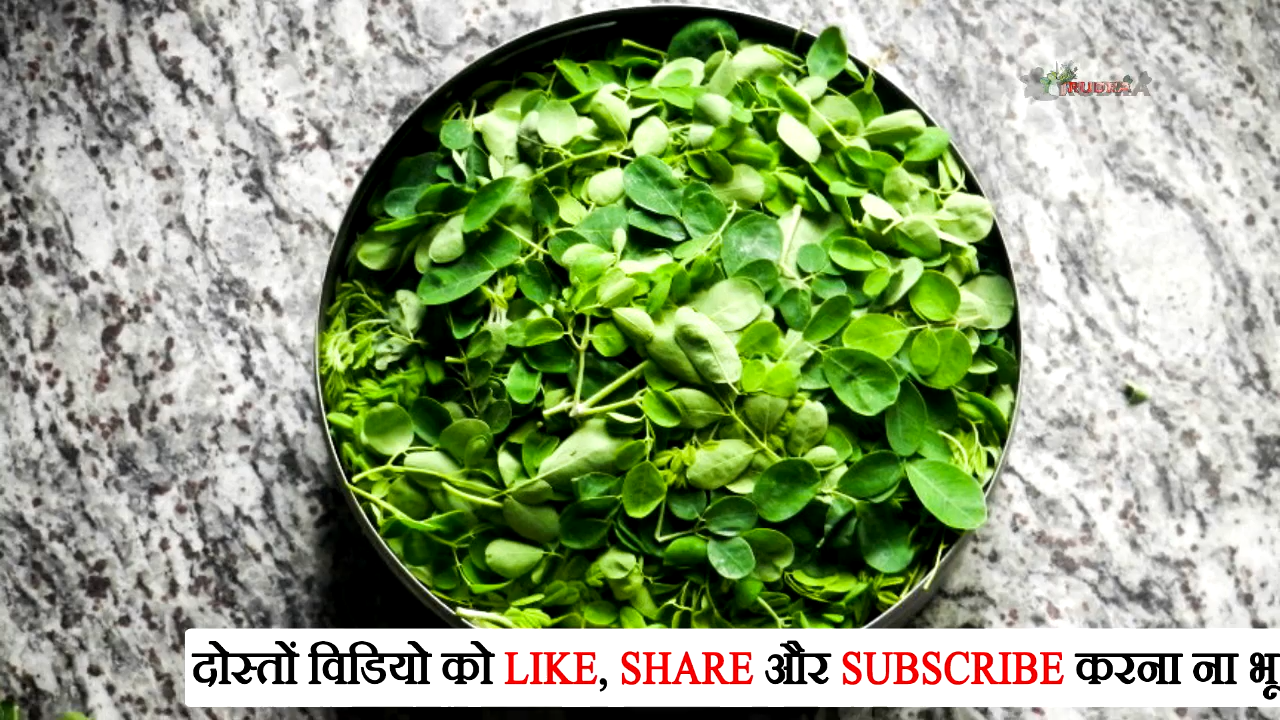 RUDRA
दोस्तों विडियो को LIKE, SHARE और SUBSCRIBE करना ना भू